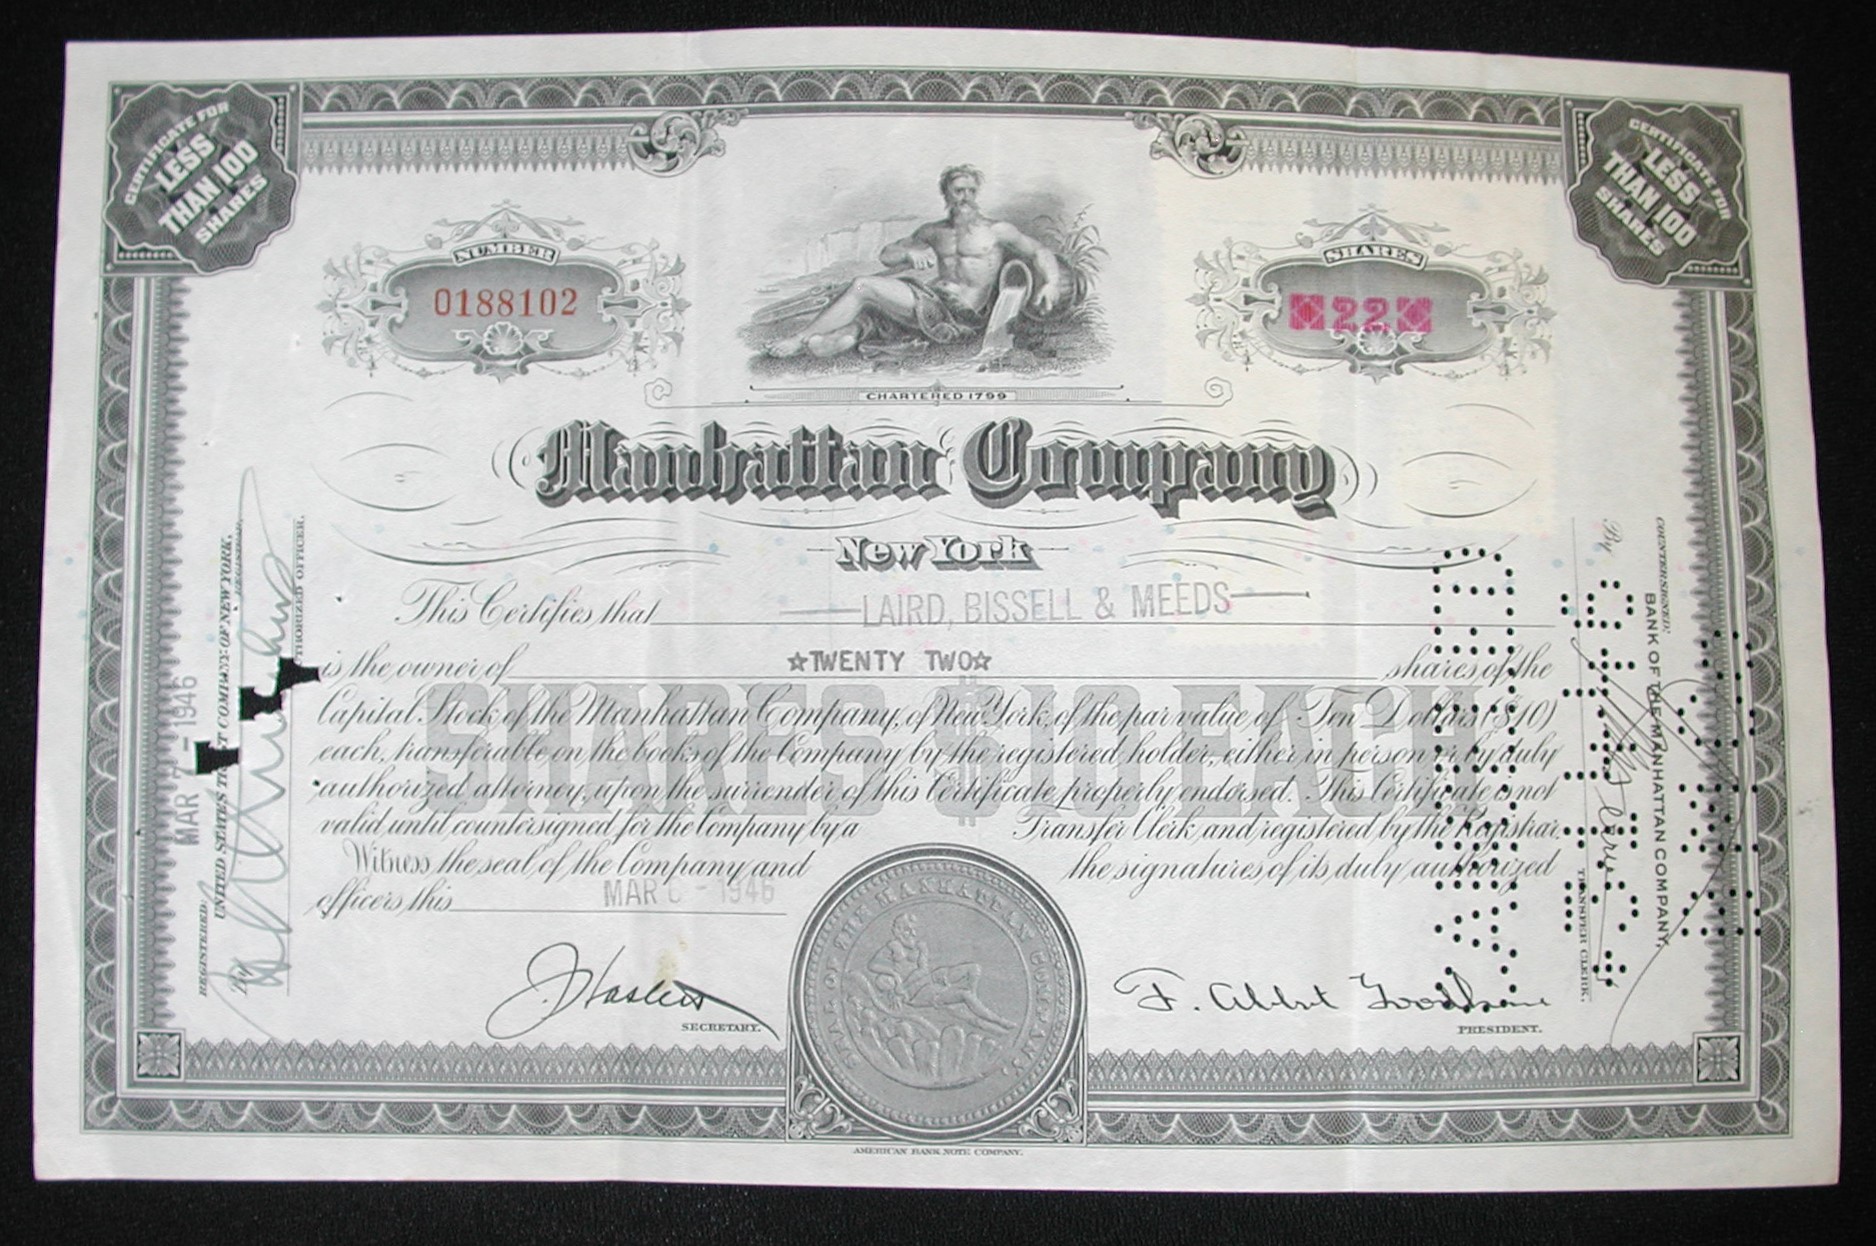 CERTIFICATE FOR
LESS
THAN 100
SHARES
CERTIFICATE FOR
LESS
THAN 100
SHARES
NUMBER
0188102
SHARES
22
CHARTERED 1799
Manhattan Company
New York
This Certifies that LAIRD, BISSELL & MEEDS
is the owner of ☆TWENTY TWO☆ shares of the
SHARES $10 EACH
Capital Stock of the Manhattan Company, of New York, of the par value of Ten Dollars ($10)
each, transferable on the books of the Company by the registered holder, either in person or by duly
authorized attorney, upon the surrender of this Certificate properly endorsed. This Certificate is not
valid until countersigned for the Company by a Transfer Clerk and registered by the Registrar.
Witness the seal of the Company and the signatures of its duly authorized
officers this MAR 6 - 1946
SECRETARY.
F. Abbot Goodhue
PRESIDENT.
SEAL OF THE MANHATTAN COMPANY.
AMERICAN BANK NOTE COMPANY.
MAR 7 - 1946
REGISTERED:
UNITED STATES TRUST COMPANY OF NEW YORK,
By
AUTHORIZED OFFICER.
COUNTERSIGNED:
BANK OF THE MANHATTAN COMPANY,
By
TRANSFER CLERK.